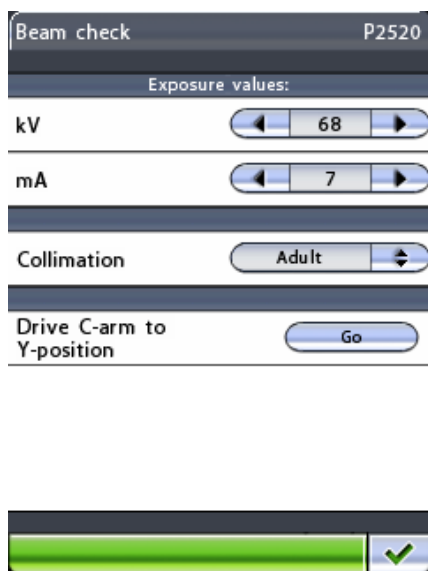 Beam check P2520
Exposure values:
kV 68
mA 7
Collimation Adult
Drive C-arm to
Y-position Go